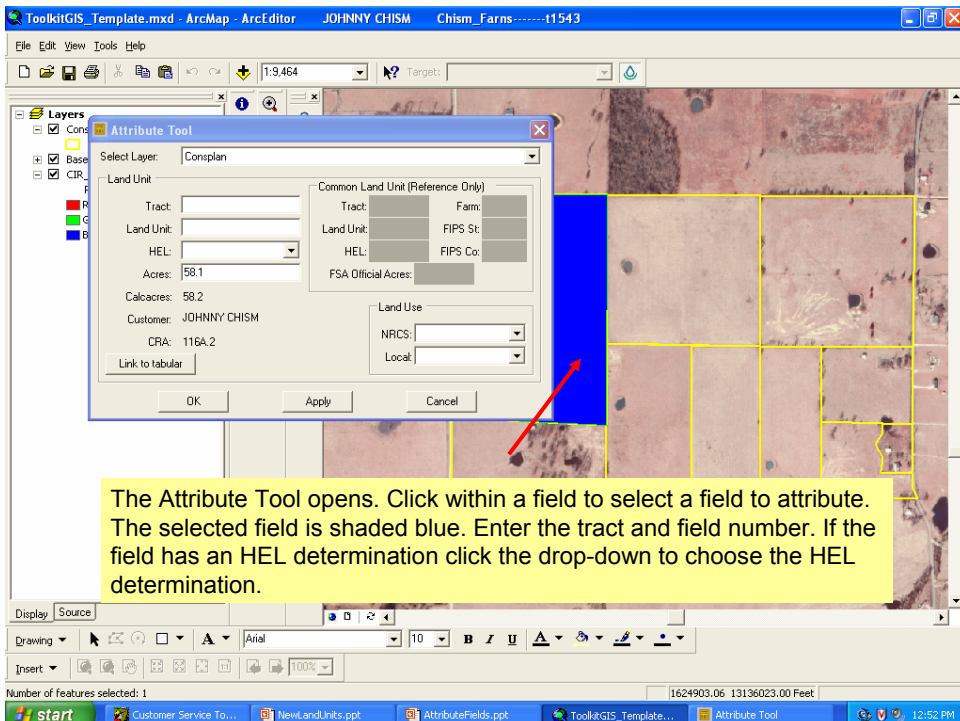 ToolkitGIS_Template.mxd - ArcMap - ArcEditor JOHNNY CHISM Chism_Farns-------t1543
File Edit View Tools Help
1:9,464 Target:
Layers
Cons
Base
CIR_
R
G
B
Attribute Tool
Select Layer: Consplan
Land Unit
Tract:
Land Unit:
HEL:
Acres: 58.1
Calcacres: 58.2
Customer: JOHNNY CHISM
CRA: 116A.2
Link to tabular
Common Land Unit (Reference Only)
Tract: Farm:
Land Unit: FIPS St:
HEL: FIPS Co:
FSA Official Acres:
Land Use
NRCS:
Local:
OK Apply Cancel
The Attribute Tool opens. Click within a field to select a field to attribute.
The selected field is shaded blue. Enter the tract and field number. If the
field has an HEL determination click the drop-down to choose the HEL
determination.
Display Source
Drawing A Arial 10 B I U A
Insert 100%
Number of features selected: 1 1624903.06 13136023.00 Feet
start Customer Service To... NewLandUnits.ppt AttributeFields.ppt ToolkitGIS_Template... Attribute Tool 12:52 PM